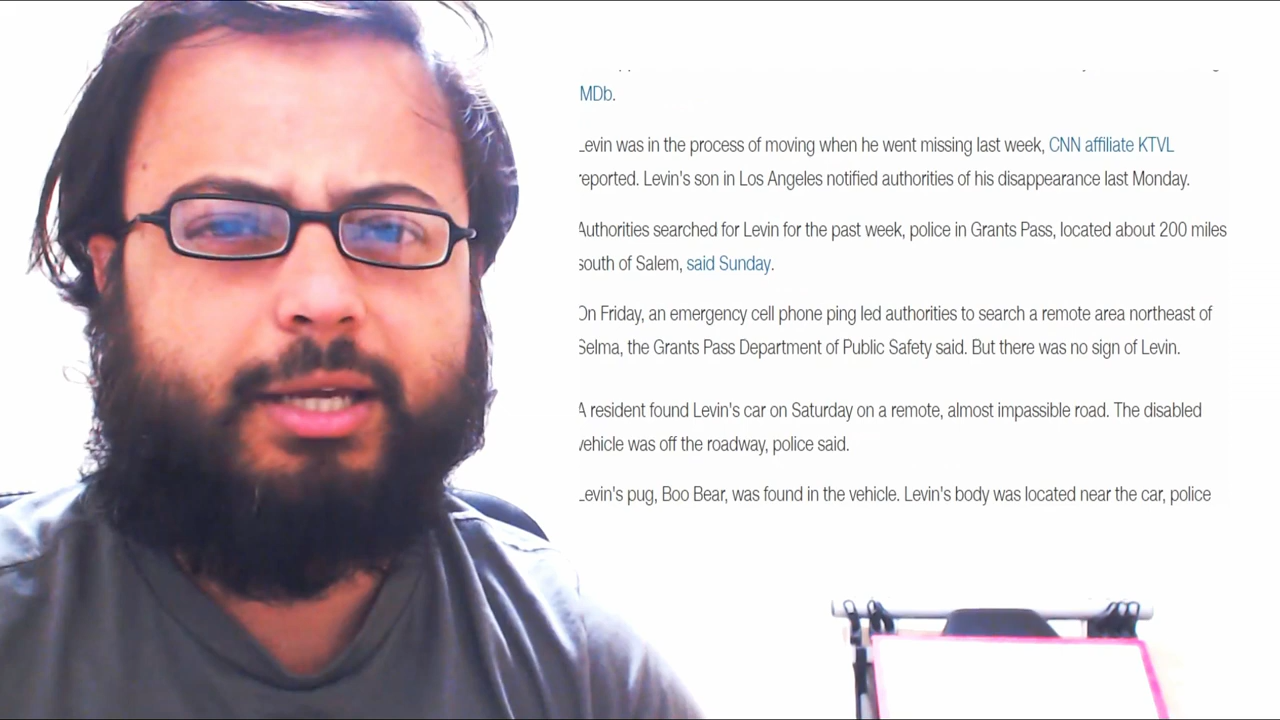 MDb.
Levin was in the process of moving when he went missing last week, CNN affiliate KTVL
reported. Levin's son in Los Angeles notified authorities of his disappearance last Monday.
Authorities searched for Levin for the past week, police in Grants Pass, located about 200 miles
south of Salem, said Sunday.
On Friday, an emergency cell phone ping led authorities to search a remote area northeast of
Selma, the Grants Pass Department of Public Safety said. But there was no sign of Levin.
A resident found Levin's car on Saturday on a remote, almost impassible road. The disabled
vehicle was off the roadway, police said.
Levin's pug, Boo Bear, was found in the vehicle. Levin's body was located near the car, police